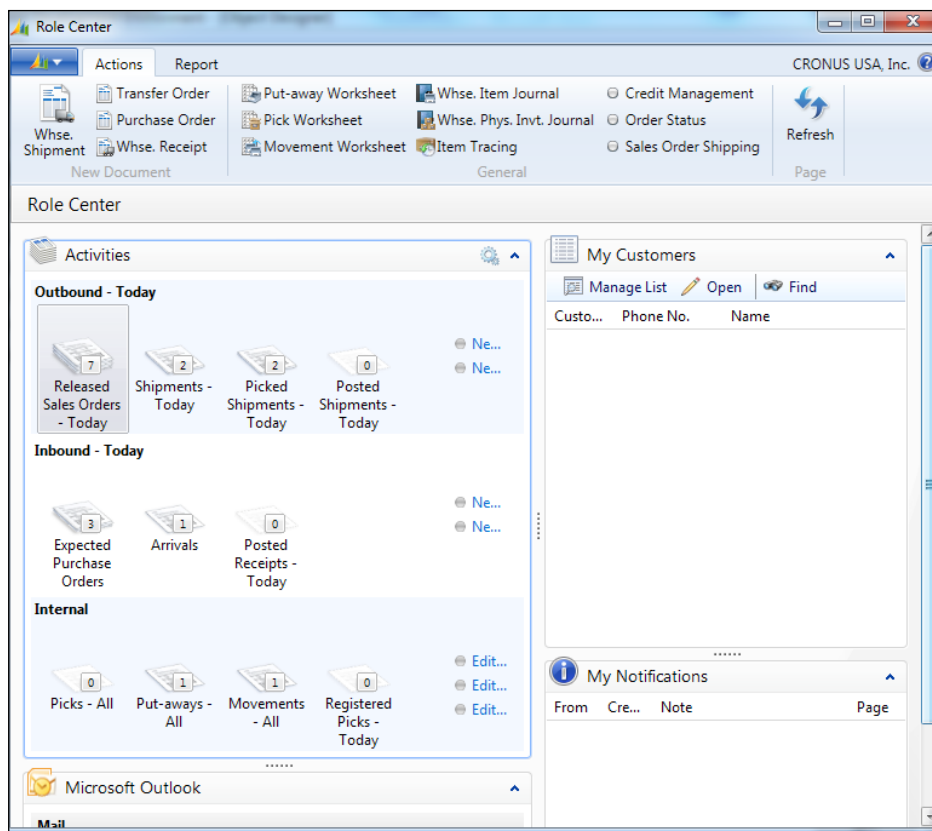 Role Center
Actions Report CRONUS USA, Inc.
Transfer Order Put-away Worksheet Whse. Item Journal Credit Management
Purchase Order Pick Worksheet Whse. Phys. Invt. Journal Order Status
Whse. Shipment Whse. Receipt Movement Worksheet Item Tracing Sales Order Shipping Refresh
New Document General Page
Role Center
Activities
Outbound - Today
7 2 2 0
Released Shipments - Picked Posted
Sales Orders Today Shipments - Shipments -
- Today Today Today
Ne...
Ne...
Inbound - Today
3 1 0
Expected Arrivals Posted
Purchase Receipts -
Orders Today
Ne...
Ne...
Internal
0 1 1 0
Picks - All Put-aways - Movements Registered
All - All Picks -
Today
Edit...
Edit...
Edit...
Microsoft Outlook
Mail
My Customers
Manage List Open Find
Custo... Phone No. Name
My Notifications
From Cre... Note Page